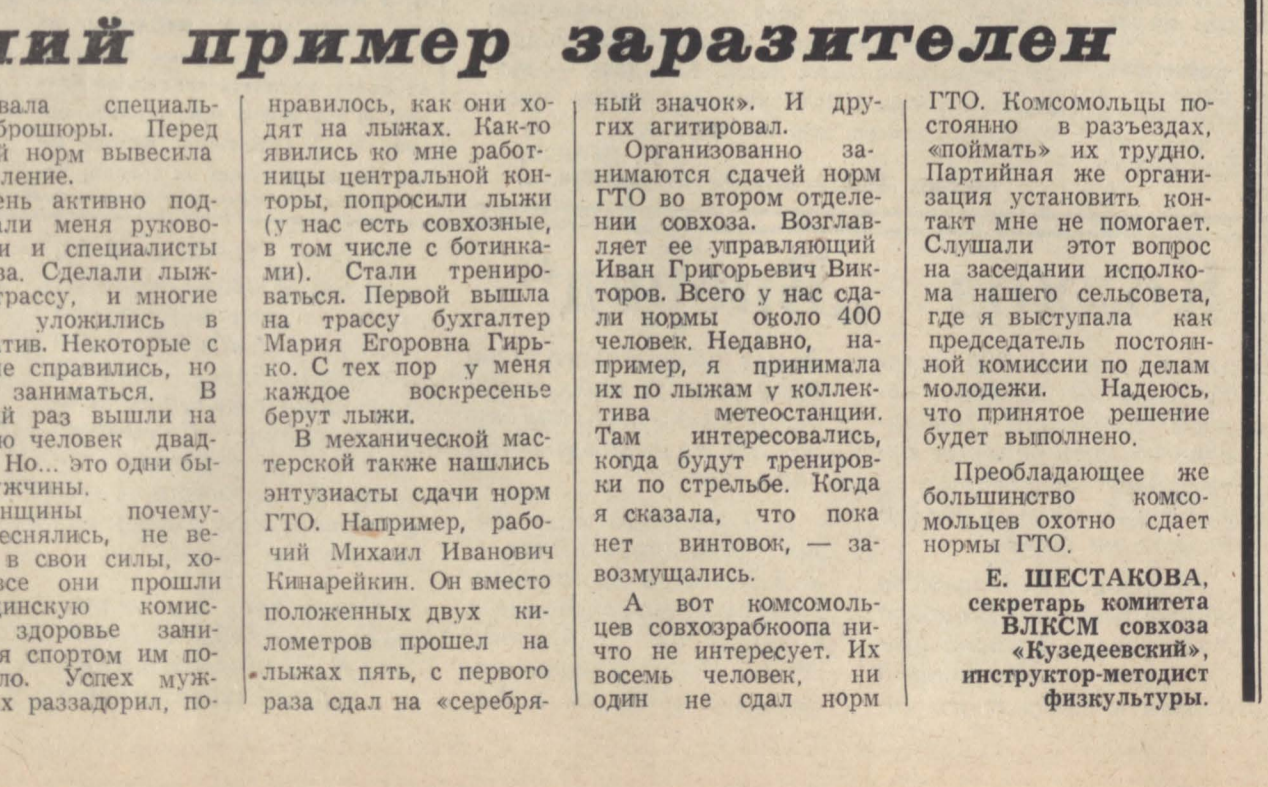 пример заразителен
специаль-
брошюры. Перед
норм вывесила
активно под-
меня руково-
и специалисты
Сделали лыж-
трассу, и многие
уложились в
Некоторые с
справились, но
заниматься. В
раз вышли на
человек двад-
Но... это одни бы-
почему-
не ве-
в свои силы, хо-
они прошли
комис-
здоровье зани-
спортом им по-
Успех муж-
раззадорил, по-
нравилось, как они хо-
дят на лыжах. Как-то
явились ко мне работ-
ницы центральной кон-
торы, попросили лыжи
(у нас есть совхозные,
в том числе с ботинка-
ми). Стали трениро-
ваться. Первой вышла
на трассу бухгалтер
Мария Егоровна Гирь-
ко. С тех пор у меня
каждое воскресенье
берут лыжи.
В механической мас-
терской также нашлись
энтузиасты сдачи норм
ГТО. Например, рабо-
чий Михаил Иванович
Кинарейкин. Он вместо
положенных двух ки-
лометров прошел на
лыжах пять, с первого
раза сдал на «серебря-
ный значок». И дру-
гих агитировал.
Организованно за-
нимаются сдачей норм
ГТО во втором отделе-
нии совхоза. Возглав-
ляет ее управляющий
Иван Григорьевич Вик-
торов. Всего у нас сда-
ли нормы около 400
человек. Недавно, на-
пример, я принимала
их по лыжам у коллек-
тива метеостанции.
Там интересовались,
когда будут трениров-
ки по стрельбе. Когда
я сказала, что пока
нет винтовок, — за-
возмущались.
А вот комсомоль-
цев совхозрабкоопа ни-
что не интересует. Их
восемь человек, ни
один не сдал норм
ГТО. Комсомольцы по-
стоянно в разъездах,
«поймать» их трудно.
Партийная же органи-
зация установить кон-
такт мне не помогает.
Слушали этот вопрос
на заседании исполко-
ма нашего сельсовета,
где я выступала как
председатель постоян-
ной комиссии по делам
молодежи. Надеюсь,
что принятое решение
будет выполнено.
Преобладающее же
большинство комсо-
мольцев охотно сдает
нормы ГТО.
Е. ШЕСТАКОВА,
секретарь комитета
ВЛКСМ совхоза
«Кузедеевский»,
инструктор-методист
физкультуры.